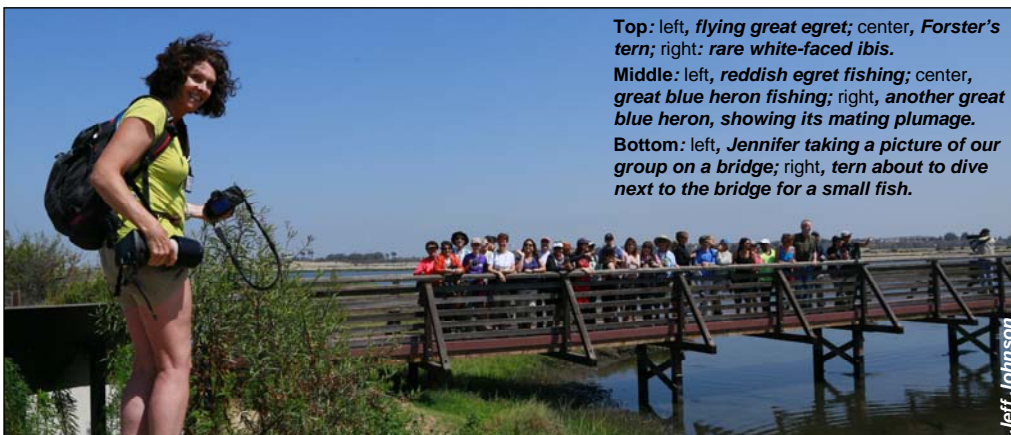 Top: left, flying great egret; center, Forster's
tern; right: rare white-faced ibis.
Middle: left, reddish egret fishing; center,
great blue heron fishing; right, another great
blue heron, showing its mating plumage.
Bottom: left, Jennifer taking a picture of our
group on a bridge; right, tern about to dive
next to the bridge for a small fish.
Jeff Johnson